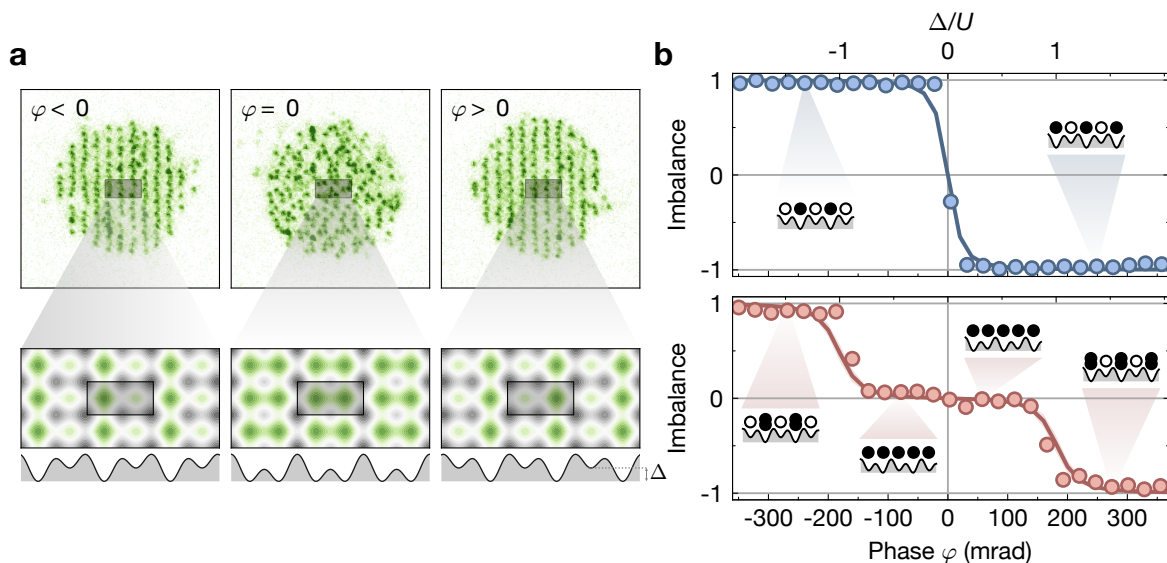 a
φ < 0
φ = 0
φ > 0
Δ
b
Δ/U
-1
0
1
Imbalance
1
0
-1
Imbalance
1
0
-1
-300
-200
-100
0
100
200
300
Phase φ (mrad)